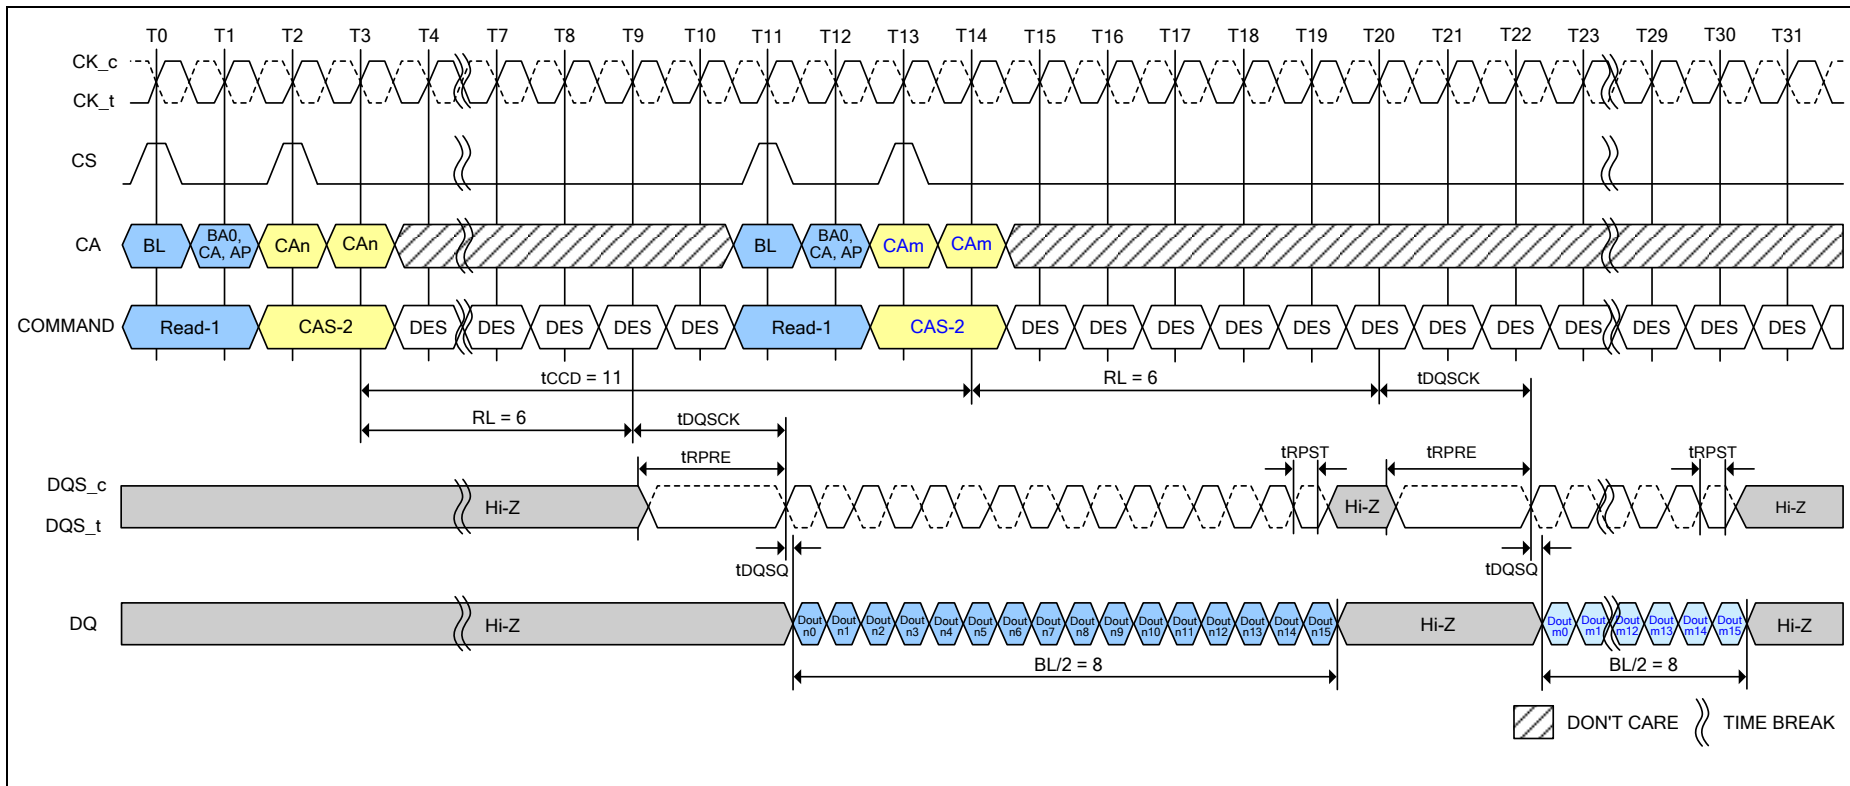 T0 T1 T2 T3 T4 T7 T8 T9 T10 T11 T12 T13 T14 T15 T16 T17 T18 T19 T20 T21 T22 T23 T29 T30 T31
CK_c
CK_t
CS
CA BL BA0, CA, AP CAn CAn BL BA0, CA, AP CAm CAm
COMMAND Read-1 CAS-2 DES DES DES DES DES Read-1 CAS-2 DES DES DES DES DES DES DES DES DES DES DES DES
tCCD = 11 RL = 6 tDQSCK
RL = 6 tDQSCK
tRPRE tRPST tRPRE tRPST
DQS_c
DQS_t
Hi-Z Hi-Z Hi-Z
tDQSQ tDQSQ
DQ Hi-Z Dout n0 Dout n1 Dout n2 Dout n3 Dout n4 Dout n5 Dout n6 Dout n7 Dout n8 Dout n9 Dout n10 Dout n11 Dout n12 Dout n13 Dout n14 Dout n15 Hi-Z Dout m0 Dout m1 Dout m12 Dout m13 Dout m14 Dout m15 Hi-Z
BL/2 = 8 BL/2 = 8
DON'T CARE TIME BREAK